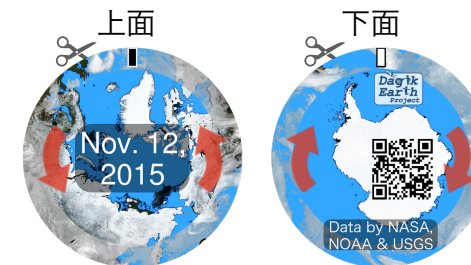 上面
下面
Nov. 12,
2015
Dagik
Earth
Project
Data by NASA,
NOAA & USGS